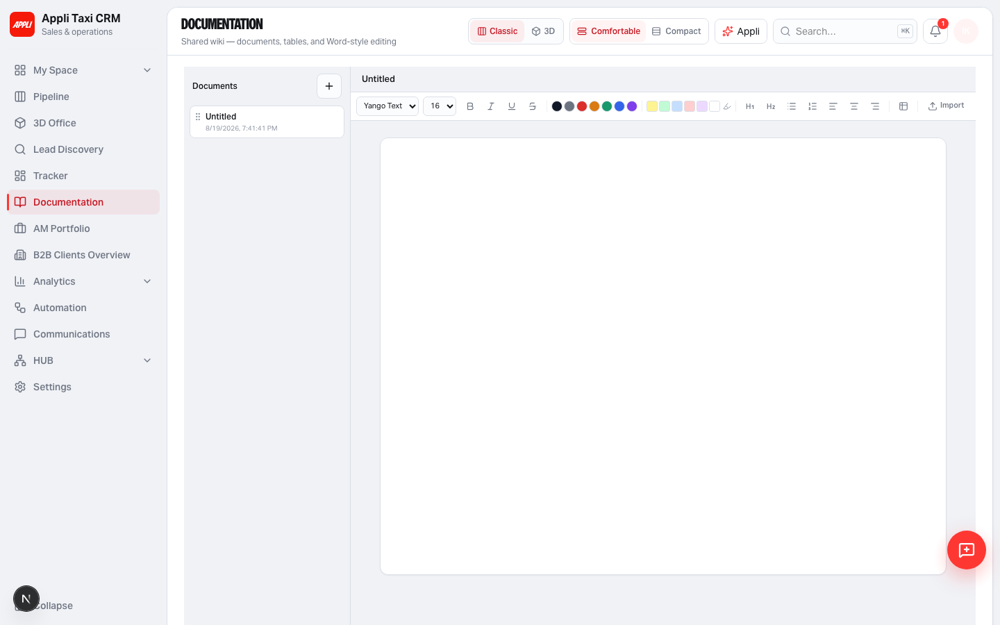 APPLI
Appli Taxi CRM
Sales & operations
My Space
Pipeline
3D Office
Lead Discovery
Tracker
Documentation
AM Portfolio
B2B Clients Overview
Analytics
Automation
Communications
HUB
Settings
N
Collapse
DOCUMENTATION
Shared wiki — documents, tables, and Word-style editing
Classic
3D
Comfortable
Compact
Appli
Search...
⌘K
1
Documents
Untitled
8/19/2026, 7:41:41 PM
Untitled
Yango Text
16
B I U S
H1
H2
Import